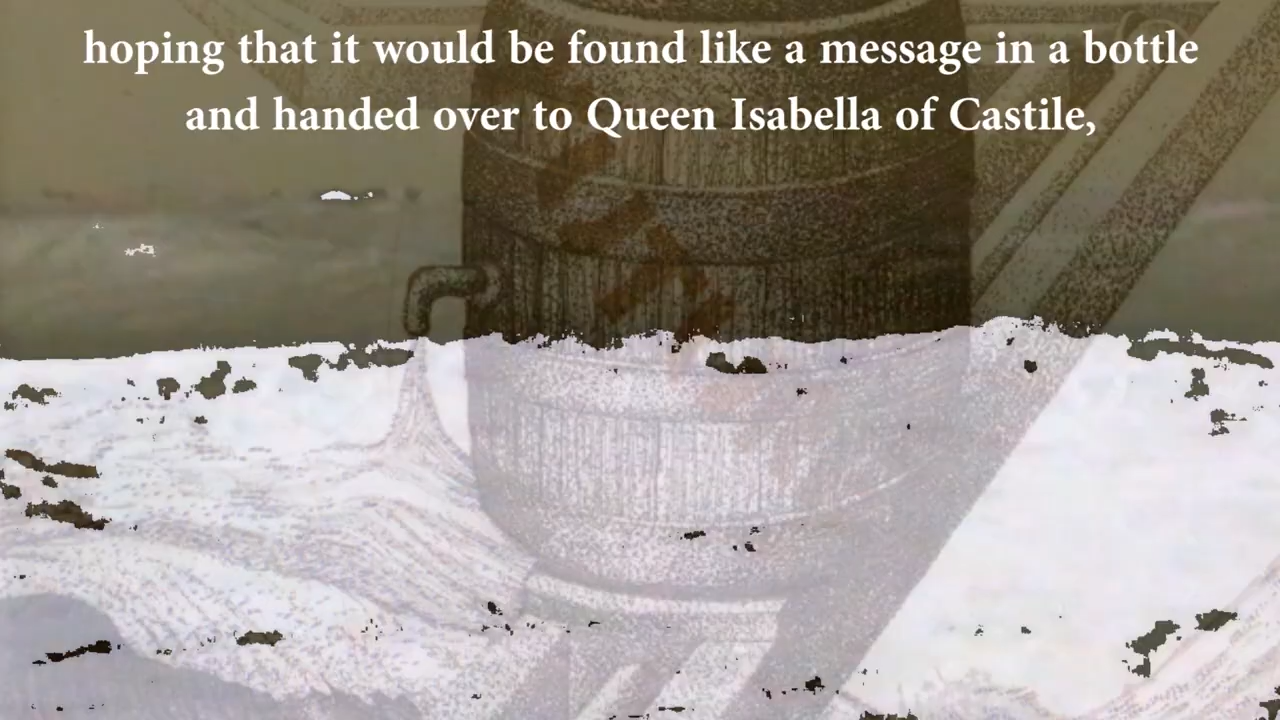 hoping that it would be found like a message in a bottle
and handed over to Queen Isabella of Castile,